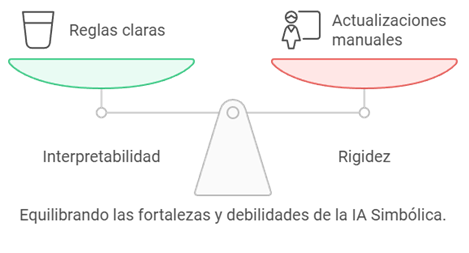 Reglas claras
Actualizaciones
manuales
Interpretabilidad
Rigidez
Equilibrando las fortalezas y debilidades de la IA Simbólica.